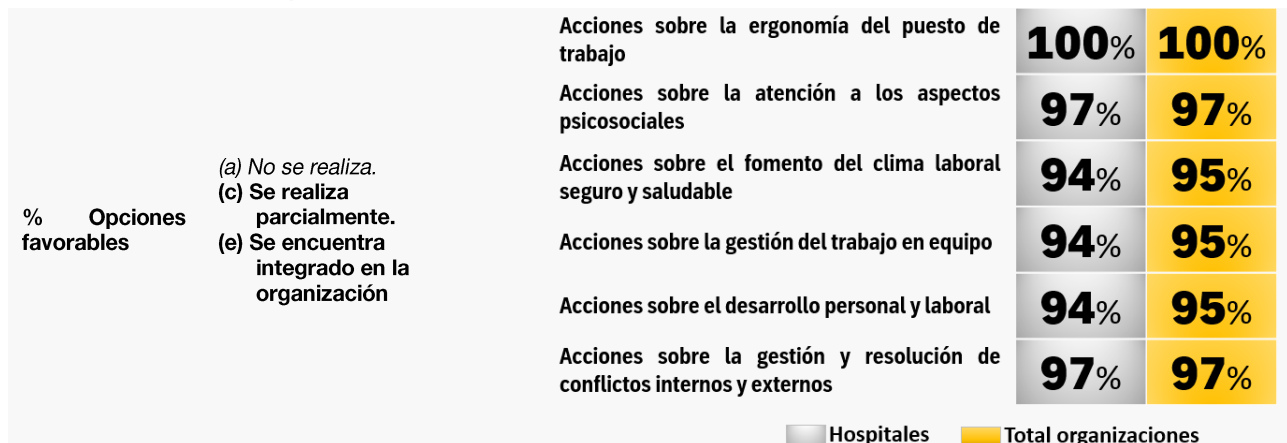 % Opciones
favorables
(a) No se realiza.
(c) Se realiza
parcialmente.
(e) Se encuentra
integrado en la
organización
Acciones sobre la ergonomía del puesto de
trabajo
100% 100%
Acciones sobre la atención a los aspectos
psicosociales
97% 97%
Acciones sobre el fomento del clima laboral
seguro y saludable
94% 95%
Acciones sobre la gestión del trabajo en equipo
94% 95%
Acciones sobre el desarrollo personal y laboral
94% 95%
Acciones sobre la gestión y resolución de
conflictos internos y externos
97% 97%
Hospitales Total organizaciones